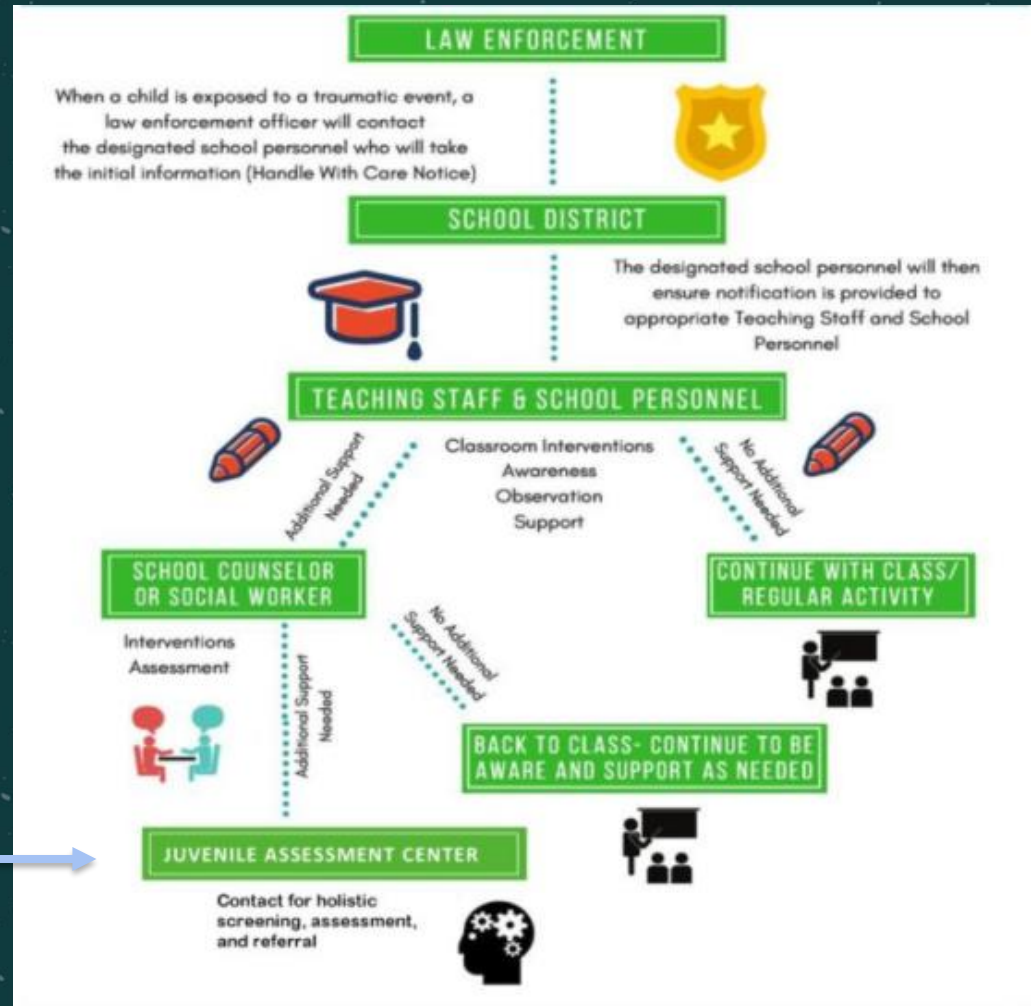 LAW ENFORCEMENT
When a child is exposed to a traumatic event, a
law enforcement officer will contact
the designated school personnel who will take
the initial information (Handle With Care Notice)
SCHOOL DISTRICT
The designated school personnel will then
ensure notification is provided to
appropriate Teaching Staff and School
Personnel
TEACHING STAFF & SCHOOL PERSONNEL
Additional Support
Needed
Classroom Interventions
Awareness
Observation
Support
No Additional
Support Needed
SCHOOL COUNSELOR
OR SOCIAL WORKER
CONTINUE WITH CLASS/
REGULAR ACTIVITY
Interventions
Assessment
Additional Support
Needed
No Additional
Support Needed
BACK TO CLASS- CONTINUE TO BE
AWARE AND SUPPORT AS NEEDED
JUVENILE ASSESSMENT CENTER
Contact for holistic
screening, assessment,
and referral